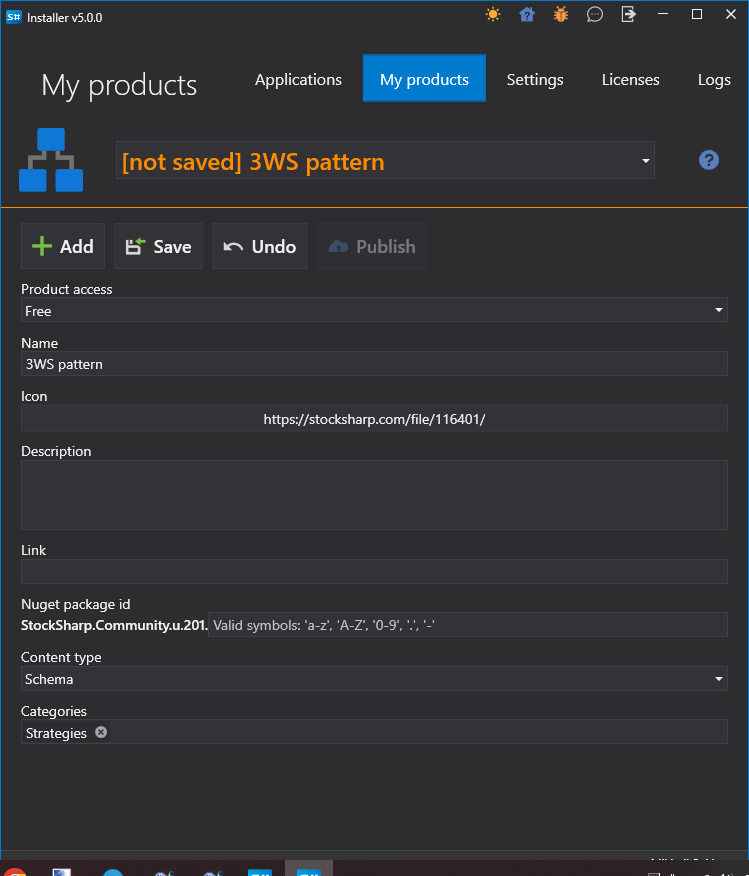 S# Installer v5.0.0
My products
Applications My products Settings Licenses Logs
[not saved] 3WS pattern
Add Save Undo Publish
Product access
Free
Name
3WS pattern
Icon
https://stocksharp.com/file/116401/
Description
Link
Nuget package id
StockSharp.Community.u.201. Valid symbols: 'a-z', 'A-Z', '0-9', '.', '-'
Content type
Schema
Categories
Strategies